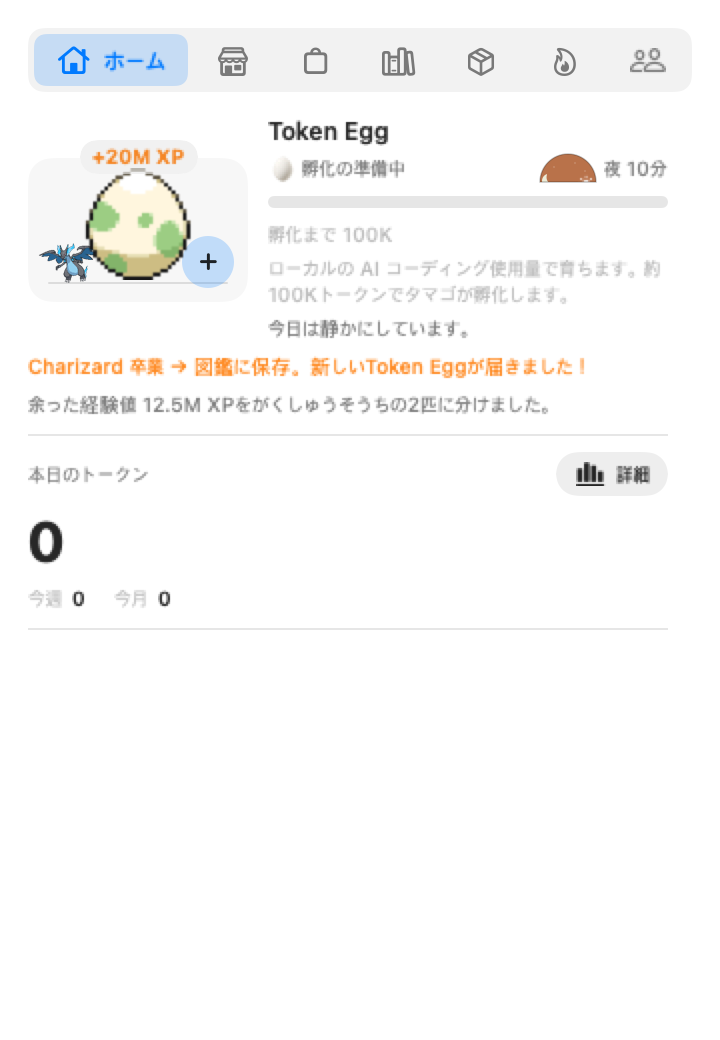 ホーム
+20M XP
Token Egg
孵化の準備中
夜 10分
孵化まで 100K
ローカルの AI コーディング使用量で育ちます。約
100Kトークンでタマゴが孵化します。
今日は静かにしています。
Charizard 卒業 → 図鑑に保存。新しいToken Eggが届きました！
余った経験値 12.5M XPをがくしゅうそうちの2匹に分けました。
本日のトークン
詳細
0
今週 0 今月 0